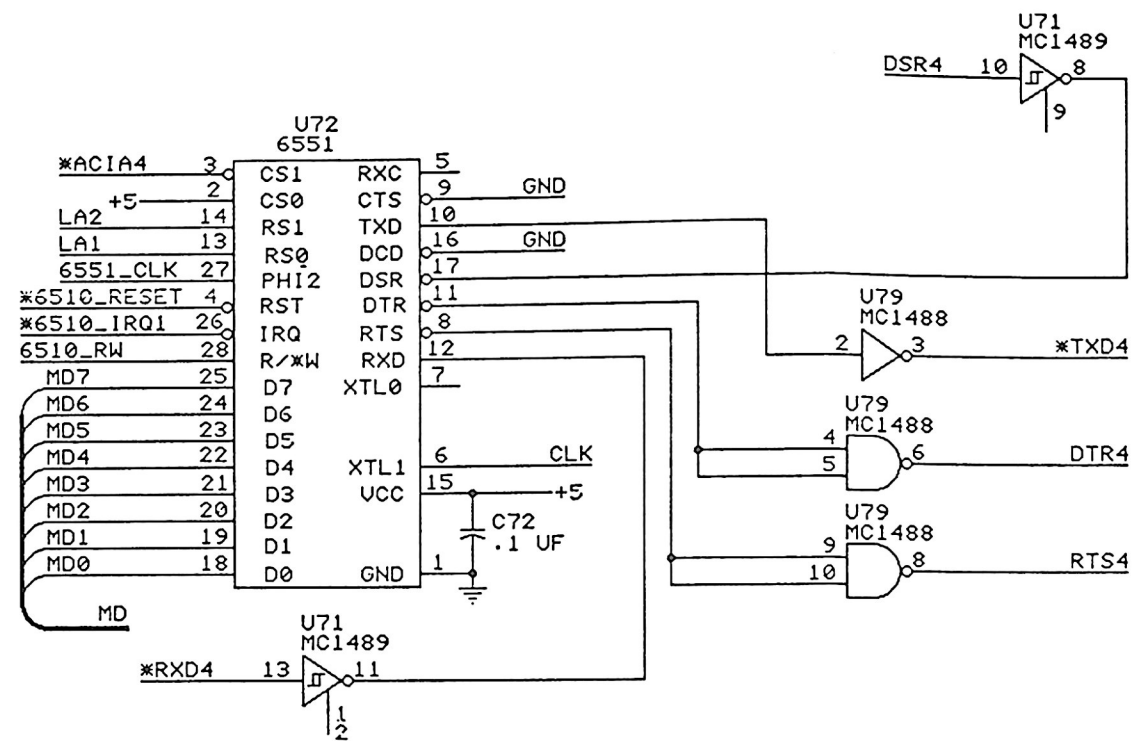 U71
MC1489
DSR4 10 8
9
U72
6551
*ACIA4 3 CS1 RXC 5
+5 2 CS0 CTS 9 GND
LA2 14 RS1 TXD 10
LA1 13 RS0 DCD 16 GND
6551_CLK 27 PHI2 DSR 17
*6510_RESET 4 RST DTR 11
*6510_IRQ1 26 IRQ RTS 8
6510_RW 28 R/*W RXD 12
MD7 25 D7 XTL0 7
MD6 24 D6
MD5 23 D5
MD4 22 D4 XTL1 6 CLK
MD3 21 D3 VCC 15 +5
MD2 20 D2
MD1 19 D1
MD0 18 D0 GND 1
MD
C72
.1 UF
U79
MC1488
2 3 *TXD4
U79
MC1488
4
5
6 DTR4
U79
MC1488
9
10
8 RTS4
U71
MC1489
*RXD4 13 11
12